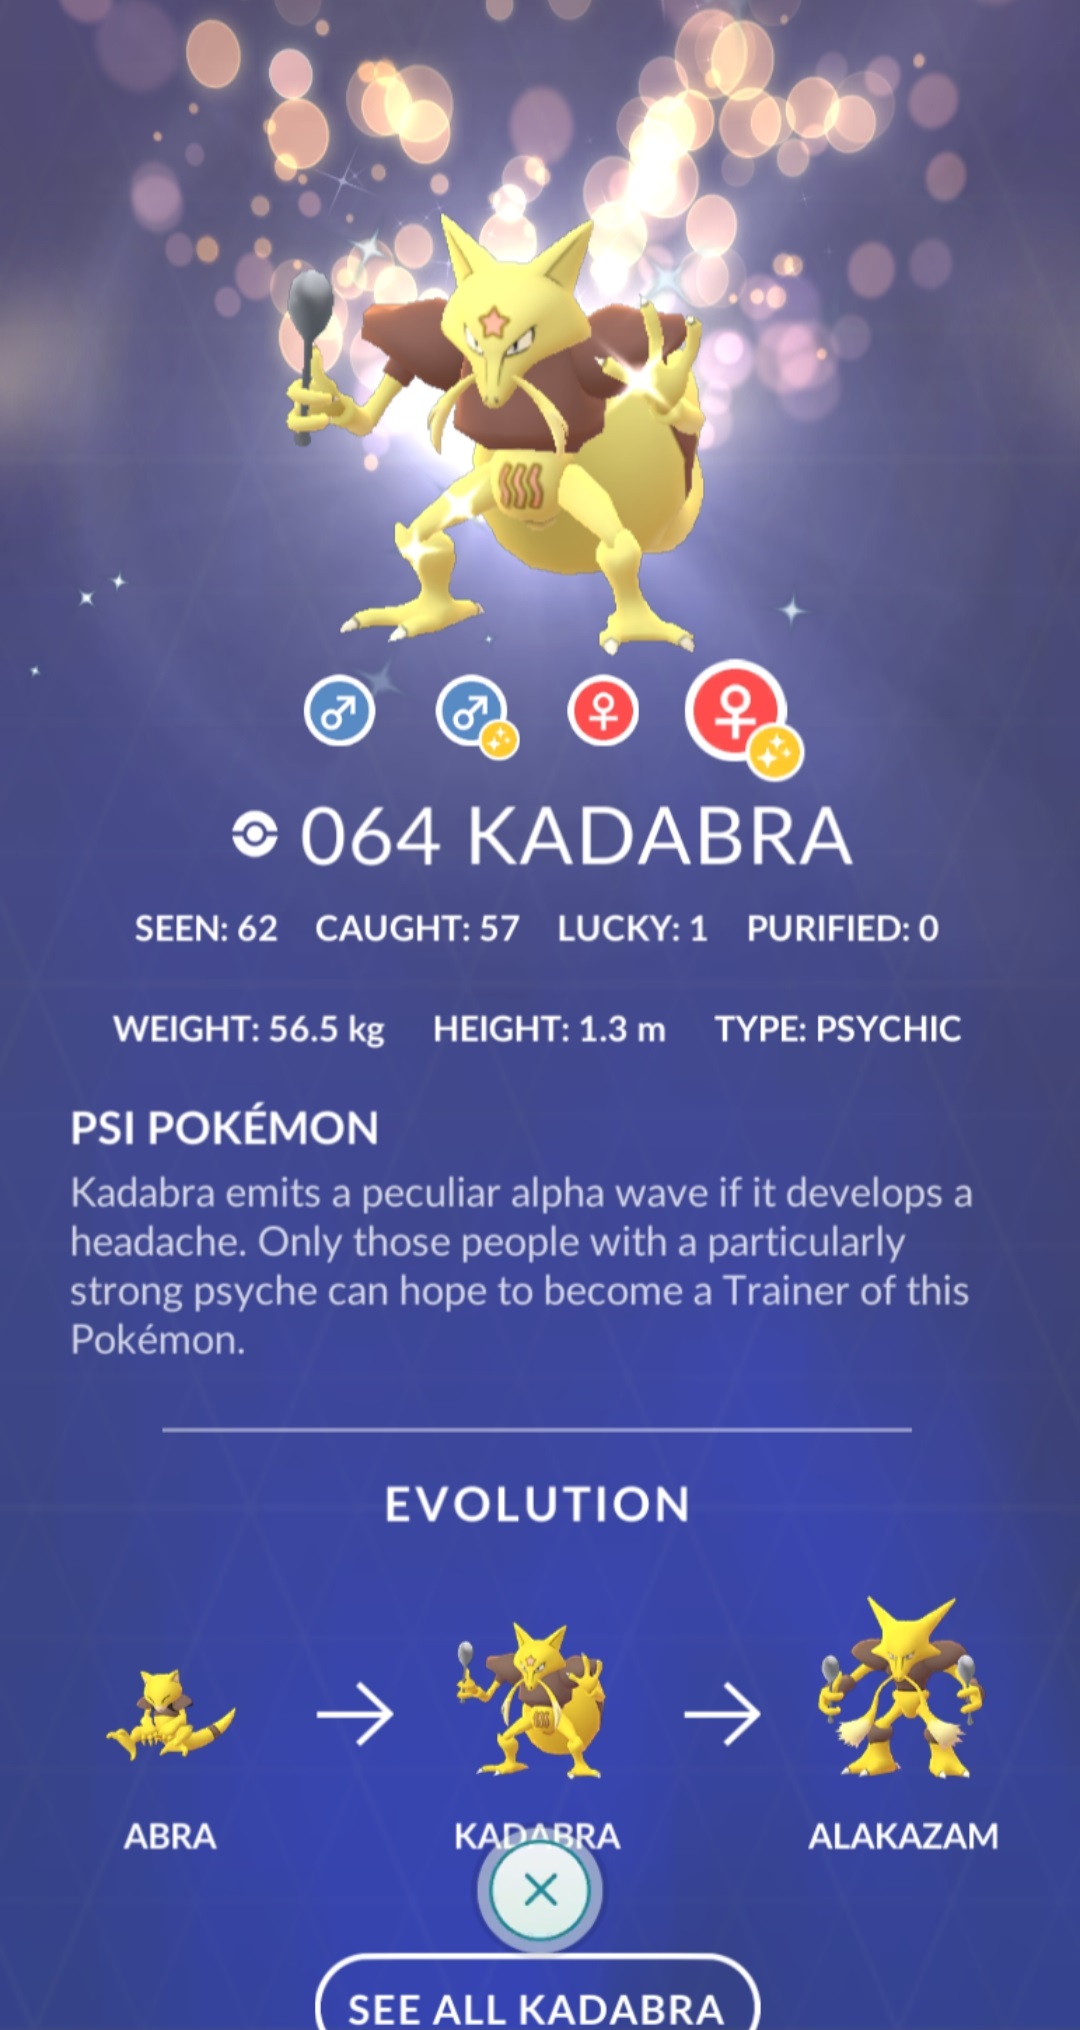 064 KADABRA
SEEN: 62 CAUGHT: 57 LUCKY: 1 PURIFIED: 0
WEIGHT: 56.5 kg HEIGHT: 1.3 m TYPE: PSYCHIC
PSI POKÉMON
Kadabra emits a peculiar alpha wave if it develops a
headache. Only those people with a particularly
strong psyche can hope to become a Trainer of this
Pokémon.
EVOLUTION
ABRA KADABRA ALAKAZAM
SEE ALL KADABRA